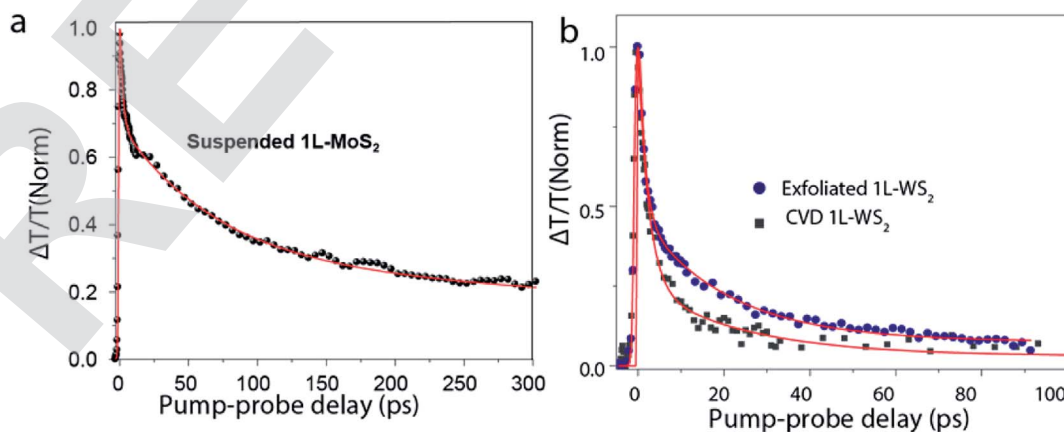 a
1.0
0.8
0.6
0.4
0.2
0.0
ΔT/T(Norm)
Suspended 1L-MoS₂
0 50 100 150 200 250 300
Pump-probe delay (ps)
b
1.0
0.5
0.0
ΔT/T(Norm)
Exfoliated 1L-WS₂
CVD 1L-WS₂
0 20 40 60 80 100
Pump-probe delay (ps)